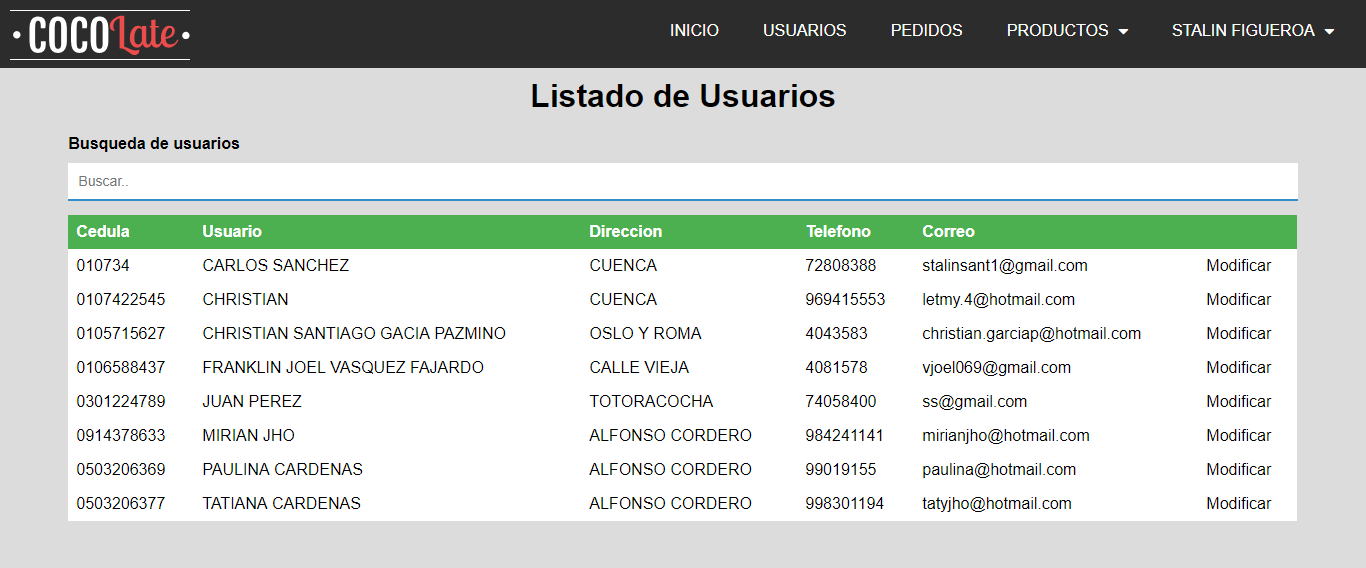 COCOLate
INICIO USUARIOS PEDIDOS PRODUCTOS STALIN FIGUEROA
Listado de Usuarios
Busqueda de usuarios
Buscar..
Cedula Usuario Direccion Telefono Correo
010734 CARLOS SANCHEZ CUENCA 72808388 stalinsant1@gmail.com Modificar
0107422545 CHRISTIAN CUENCA 969415553 letmy.4@hotmail.com Modificar
0105715627 CHRISTIAN SANTIAGO GACIA PAZMINO OSLO Y ROMA 4043583 christian.garciap@hotmail.com Modificar
0106588437 FRANKLIN JOEL VASQUEZ FAJARDO CALLE VIEJA 4081578 vjoel069@gmail.com Modificar
0301224789 JUAN PEREZ TOTORACOCHA 74058400 ss@gmail.com Modificar
0914378633 MIRIAN JHO ALFONSO CORDERO 984241141 mirianjho@hotmail.com Modificar
0503206369 PAULINA CARDENAS ALFONSO CORDERO 99019155 paulina@hotmail.com Modificar
0503206377 TATIANA CARDENAS ALFONSO CORDERO 998301194 tatyjho@hotmail.com Modificar